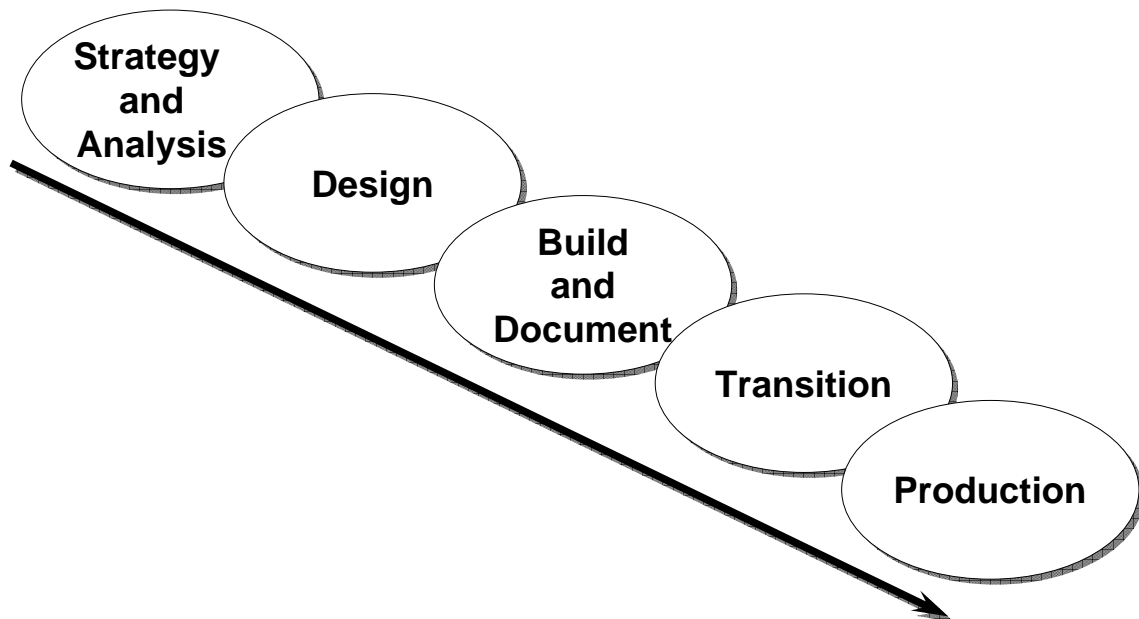 Strategy
and
Analysis
Design
Build
and
Document
Transition
Production